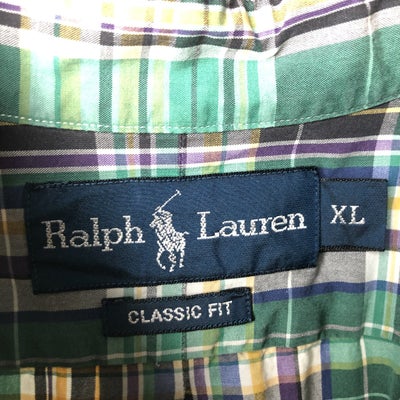 Ralph Lauren XL
CLASSIC FIT